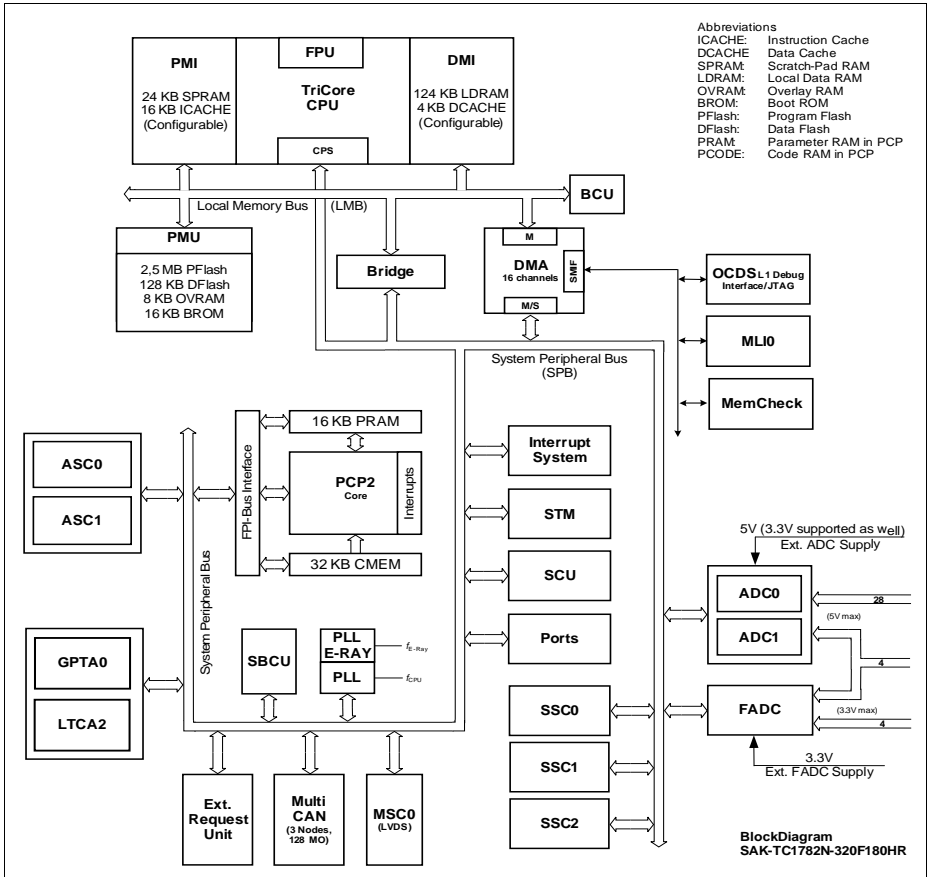 Abbreviations
ICACHE: Instruction Cache
DCACHE Data Cache
SPRAM: Scratch-Pad RAM
LDRAM: Local Data RAM
OVRAM: Overlay RAM
BROM: Boot ROM
PFlash: Program Flash
DFlash: Data Flash
PRAM: Parameter RAM in PCP
PCODE: Code RAM in PCP
PMI
24 KB SPRAM
16 KB ICACHE
(Configurable)
FPU
TriCore
CPU
CPS
DMI
124 KB LDRAM
4 KB DCACHE
(Configurable)
BCU
Local Memory Bus (LMB)
PMU
2,5 MB PFlash
128 KB DFlash
8 KB OVRAM
16 KB BROM
Bridge
M
DMA
16 channels
SMIF
M/S
OCDS L1 Debug
Interface/JTAG
MLI0
MemCheck
System Peripheral Bus
(SPB)
ASC0
ASC1
System Peripheral Bus
FPI-Bus Interface
16 KB PRAM
PCP2
Core
Interrupts
32 KB CMEM
Interrupt
System
STM
SCU
Ports
5V (3.3V supported as well)
Ext. ADC Supply
ADC0
28
(5V max)
ADC1
4
GPTA0
LTCA2
SBCU
PLL
E-RAY
fE-Ray
PLL
fCPU
SSC0
FADC
(3.3V max)
4
3.3V
Ext. FADC Supply
SSC1
SSC2
Ext.
Request
Unit
Multi
CAN
(3 Nodes,
128 MO)
MSC0
(LVDS)
BlockDiagram
SAK-TC1782N-320F180HR